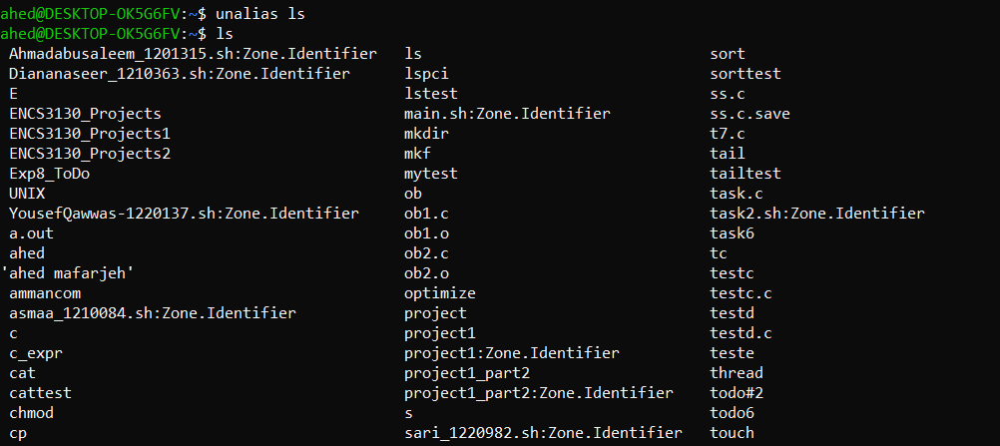 ahed@DESKTOP-OK5G6FV:~$ unalias ls
ahed@DESKTOP-OK5G6FV:~$ ls
Ahmadabusaleem_1201315.sh:Zone.Identifier ls sort
Diananaseer_1210363.sh:Zone.Identifier lspci sorttest
E lstest ss.c
ENCS3130_Projects main.sh:Zone.Identifier ss.c.save
ENCS3130_Projects1 mkdir t7.c
ENCS3130_Projects2 mkf tail
Exp8_ToDo mytest tailtest
UNIX ob task.c
YousefQawwas-1220137.sh:Zone.Identifier ob1.c task2.sh:Zone.Identifier
a.out ob1.o task6
ahed ob2.c tc
'ahed mafarjeh' ob2.o testc
ammancom optimize testc.c
asmaa_1210084.sh:Zone.Identifier project testd
c project1 testd.c
c_expr project1:Zone.Identifier teste
cat project1_part2 thread
cattest project1_part2:Zone.Identifier todo#2
chmod s todo6
cp sari_1220982.sh:Zone.Identifier touch